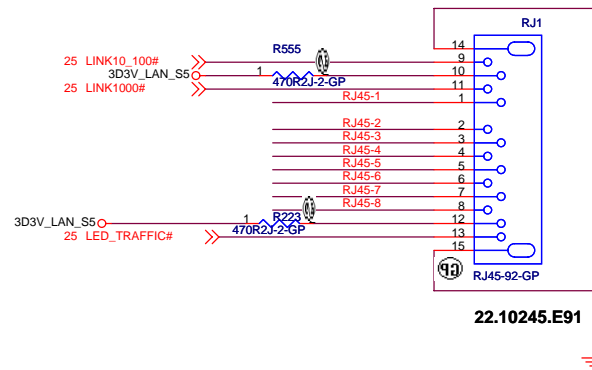 RJ1
R555
14
25 LINK10_100#
9
3D3V_LAN_S5
1
10
470R2J-2-GP
25 LINK1000#
11
RJ45-1
1
RJ45-2
2
RJ45-3
3
RJ45-4
4
RJ45-5
5
RJ45-6
6
RJ45-7
7
RJ45-8
8
3D3V_LAN_S5
1
R223
12
470R2J-2-GP
25 LED_TRAFFIC#
13
15
GP
RJ45-92-GP
22.10245.E91